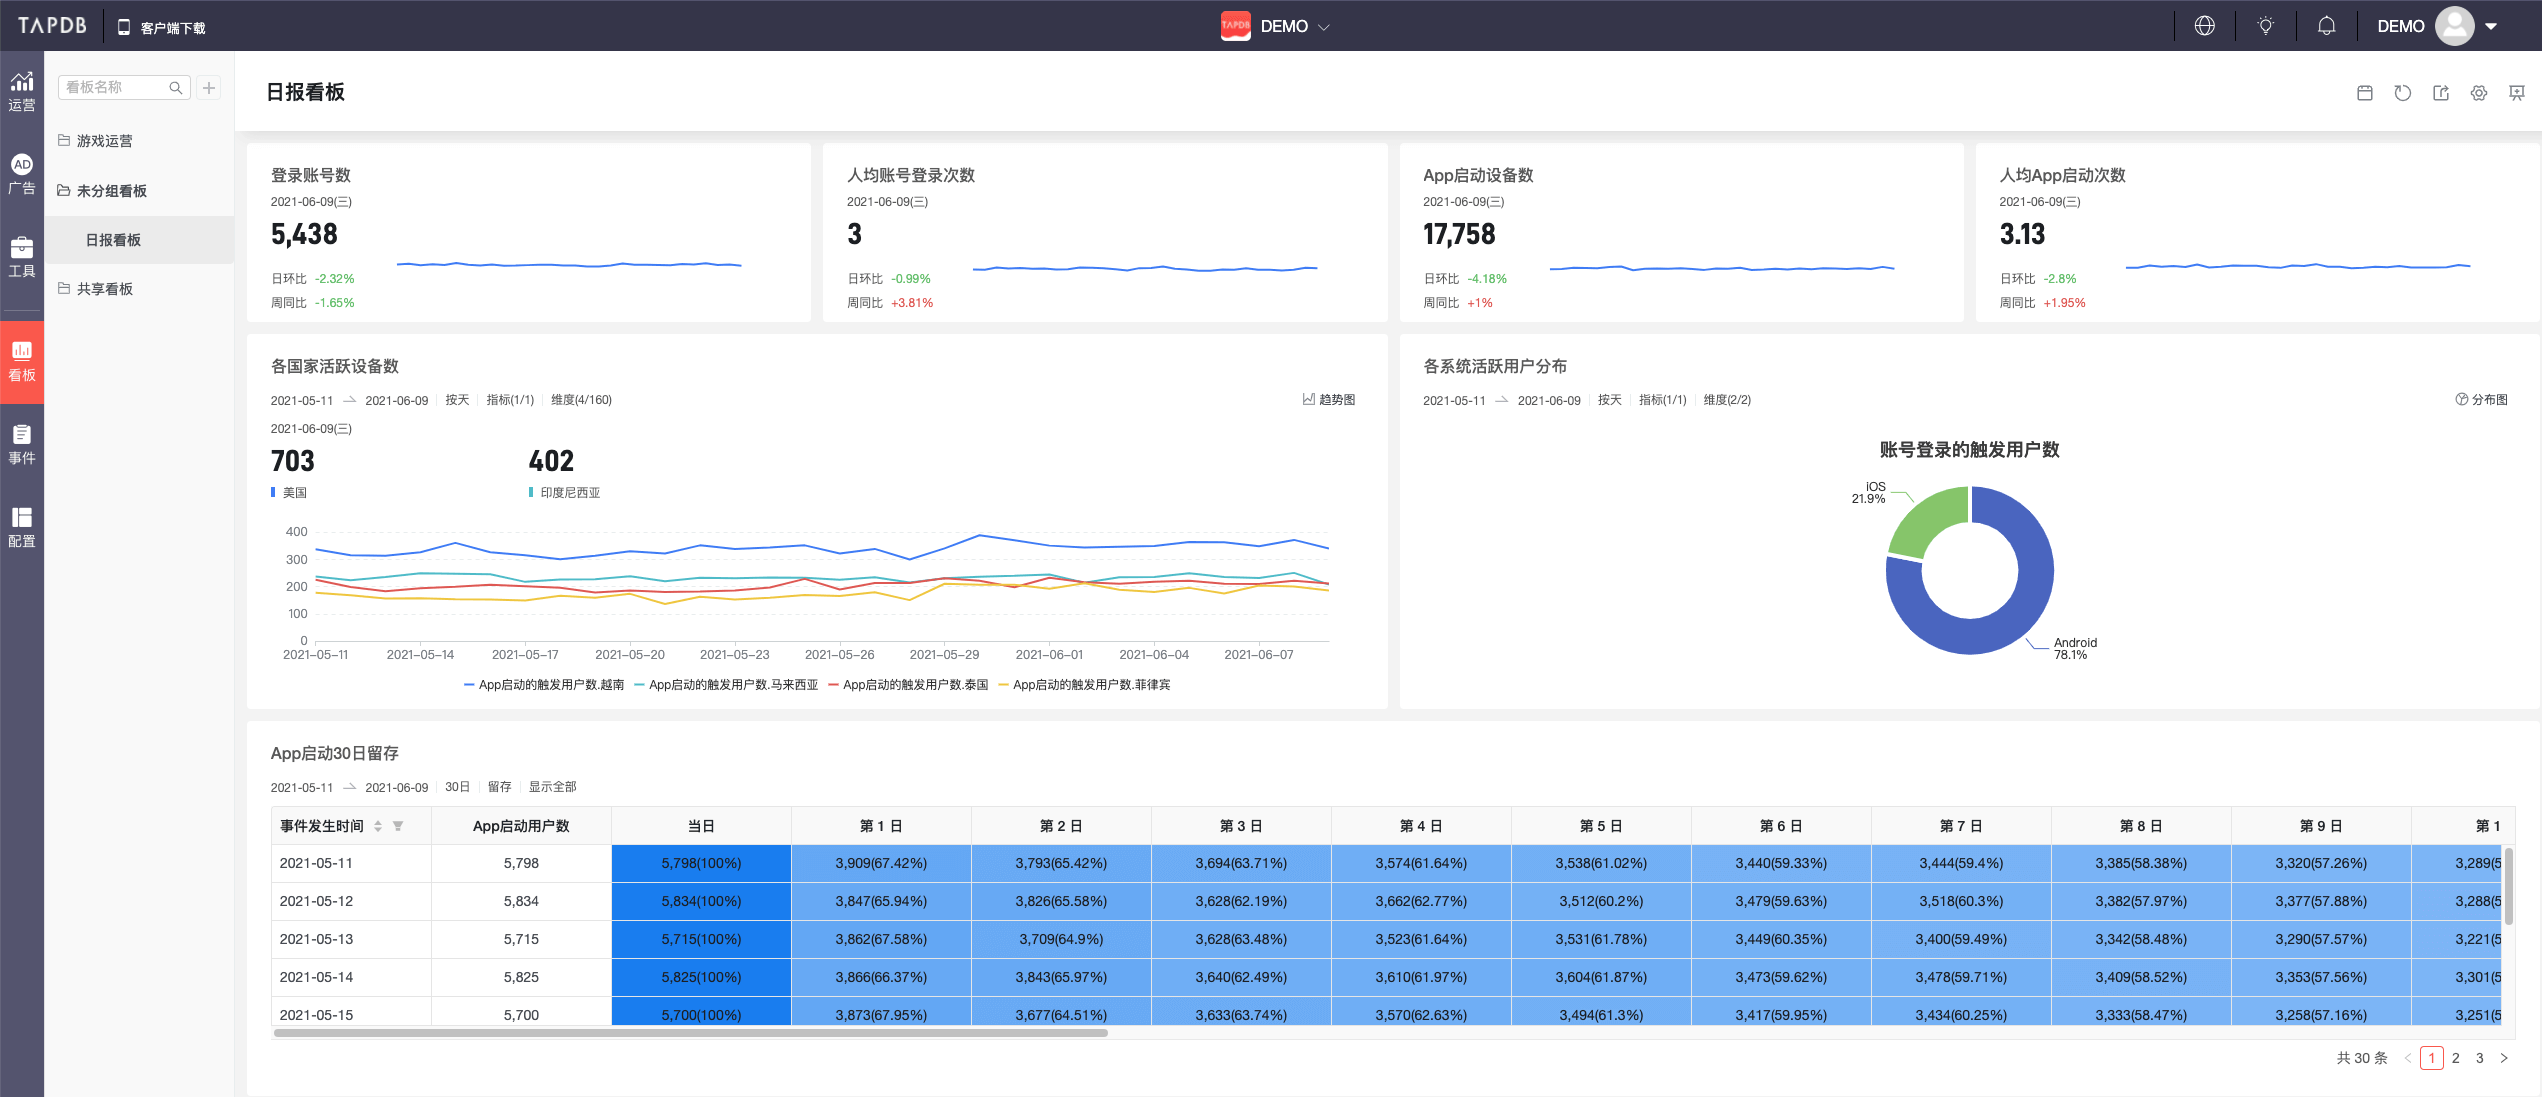 TAPDB 客户端下载 TAPDB DEMO DEMO
运营
AD
广告
工具
看板
事件
配置
看板名称
游戏运营
未分组看板
日报看板
共享看板
日报看板
登录账号数
2021-06-09(三)
5,438
日环比 -2.32%
周同比 -1.65%
人均账号登录次数
2021-06-09(三)
3
日环比 -0.99%
周同比 +3.81%
App启动设备数
2021-06-09(三)
17,758
日环比 -4.18%
周同比 +1%
人均App启动次数
2021-06-09(三)
3.13
日环比 -2.8%
周同比 +1.95%
各国家活跃设备数
2021-05-11 2021-06-09 按天 指标(1/1) 维度(4/160) 趋势图
2021-06-09(三)
703 402
美国 印度尼西亚
400
300
200
100
0
2021-05-11 2021-05-14 2021-05-17 2021-05-20 2021-05-23 2021-05-26 2021-05-29 2021-06-01 2021-06-04 2021-06-07
App启动的触发用户数.越南 App启动的触发用户数.马来西亚 App启动的触发用户数.泰国 App启动的触发用户数.菲律宾
各系统活跃用户分布
2021-05-11 2021-06-09 按天 指标(1/1) 维度(2/2) 分布图
账号登录的触发用户数
iOS
21.9%
Android
78.1%
App启动30日留存
2021-05-11 2021-06-09 30日 留存 显示全部
事件发生时间 App启动用户数 当日 第 1 日 第 2 日 第 3 日 第 4 日 第 5 日 第 6 日 第 7 日 第 8 日 第 9 日 第 1
2021-05-11 5,798 5,798(100%) 3,909(67.42%) 3,793(65.42%) 3,694(63.71%) 3,574(61.64%) 3,538(61.02%) 3,440(59.33%) 3,444(59.4%) 3,385(58.38%) 3,320(57.26%) 3,289(5
2021-05-12 5,834 5,834(100%) 3,847(65.94%) 3,826(65.58%) 3,628(62.19%) 3,662(62.77%) 3,512(60.2%) 3,479(59.63%) 3,518(60.3%) 3,382(57.97%) 3,377(57.88%) 3,288(5
2021-05-13 5,715 5,715(100%) 3,862(67.58%) 3,709(64.9%) 3,628(63.48%) 3,523(61.64%) 3,531(61.78%) 3,449(60.35%) 3,400(59.49%) 3,342(58.48%) 3,290(57.57%) 3,221(5
2021-05-14 5,825 5,825(100%) 3,866(66.37%) 3,843(65.97%) 3,640(62.49%) 3,610(61.97%) 3,604(61.87%) 3,473(59.62%) 3,478(59.71%) 3,409(58.52%) 3,353(57.56%) 3,301(5
2021-05-15 5,700 5,700(100%) 3,873(67.95%) 3,677(64.51%) 3,633(63.74%) 3,570(62.63%) 3,494(61.3%) 3,417(59.95%) 3,434(60.25%) 3,333(58.47%) 3,258(57.16%) 3,251(5
共 30 条 < 1 2 3 >